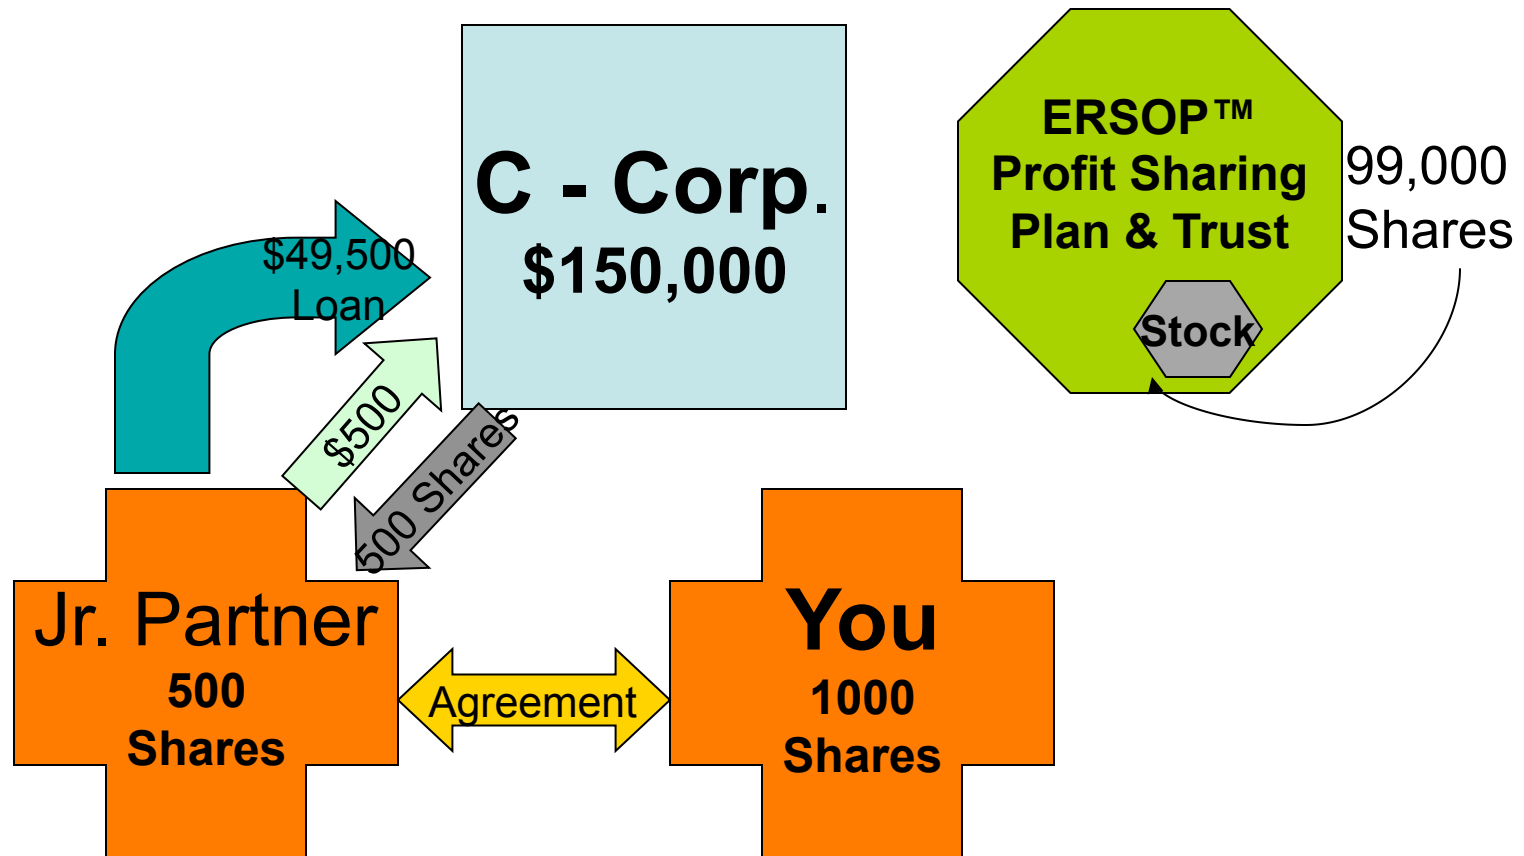 C - Corp.
$150,000
ERSOP™
Profit Sharing
Plan & Trust
99,000
Shares
Stock
$49,500
Loan
$500
500 Shares
Jr. Partner
500
Shares
Agreement
You
1000
Shares